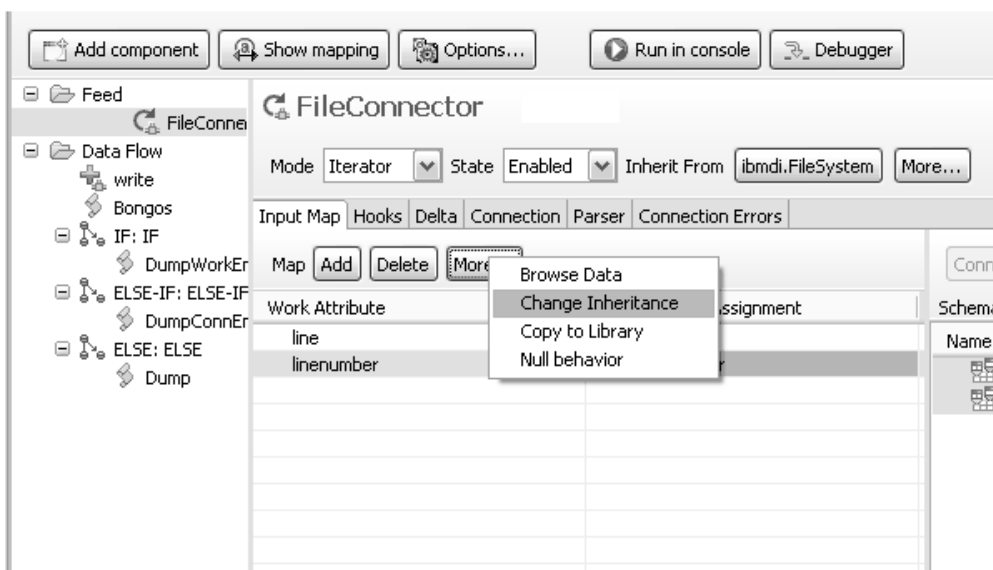 Add component Show mapping Options... Run in console Debugger
Feed
FileConne
Data Flow
write
Bongos
IF: IF
DumpWorkEr
ELSE-IF: ELSE-IF
DumpConnEr
ELSE: ELSE
Dump
FileConnector
Mode Iterator State Enabled Inherit From ibmdi.FileSystem More...
Input Map Hooks Delta Connection Parser Connection Errors
Map Add Delete More
Browse Data
Change Inheritance
Copy to Library
Null behavior
Work Attribute ssignment
line
linenumber r
Conn
Schema
Name